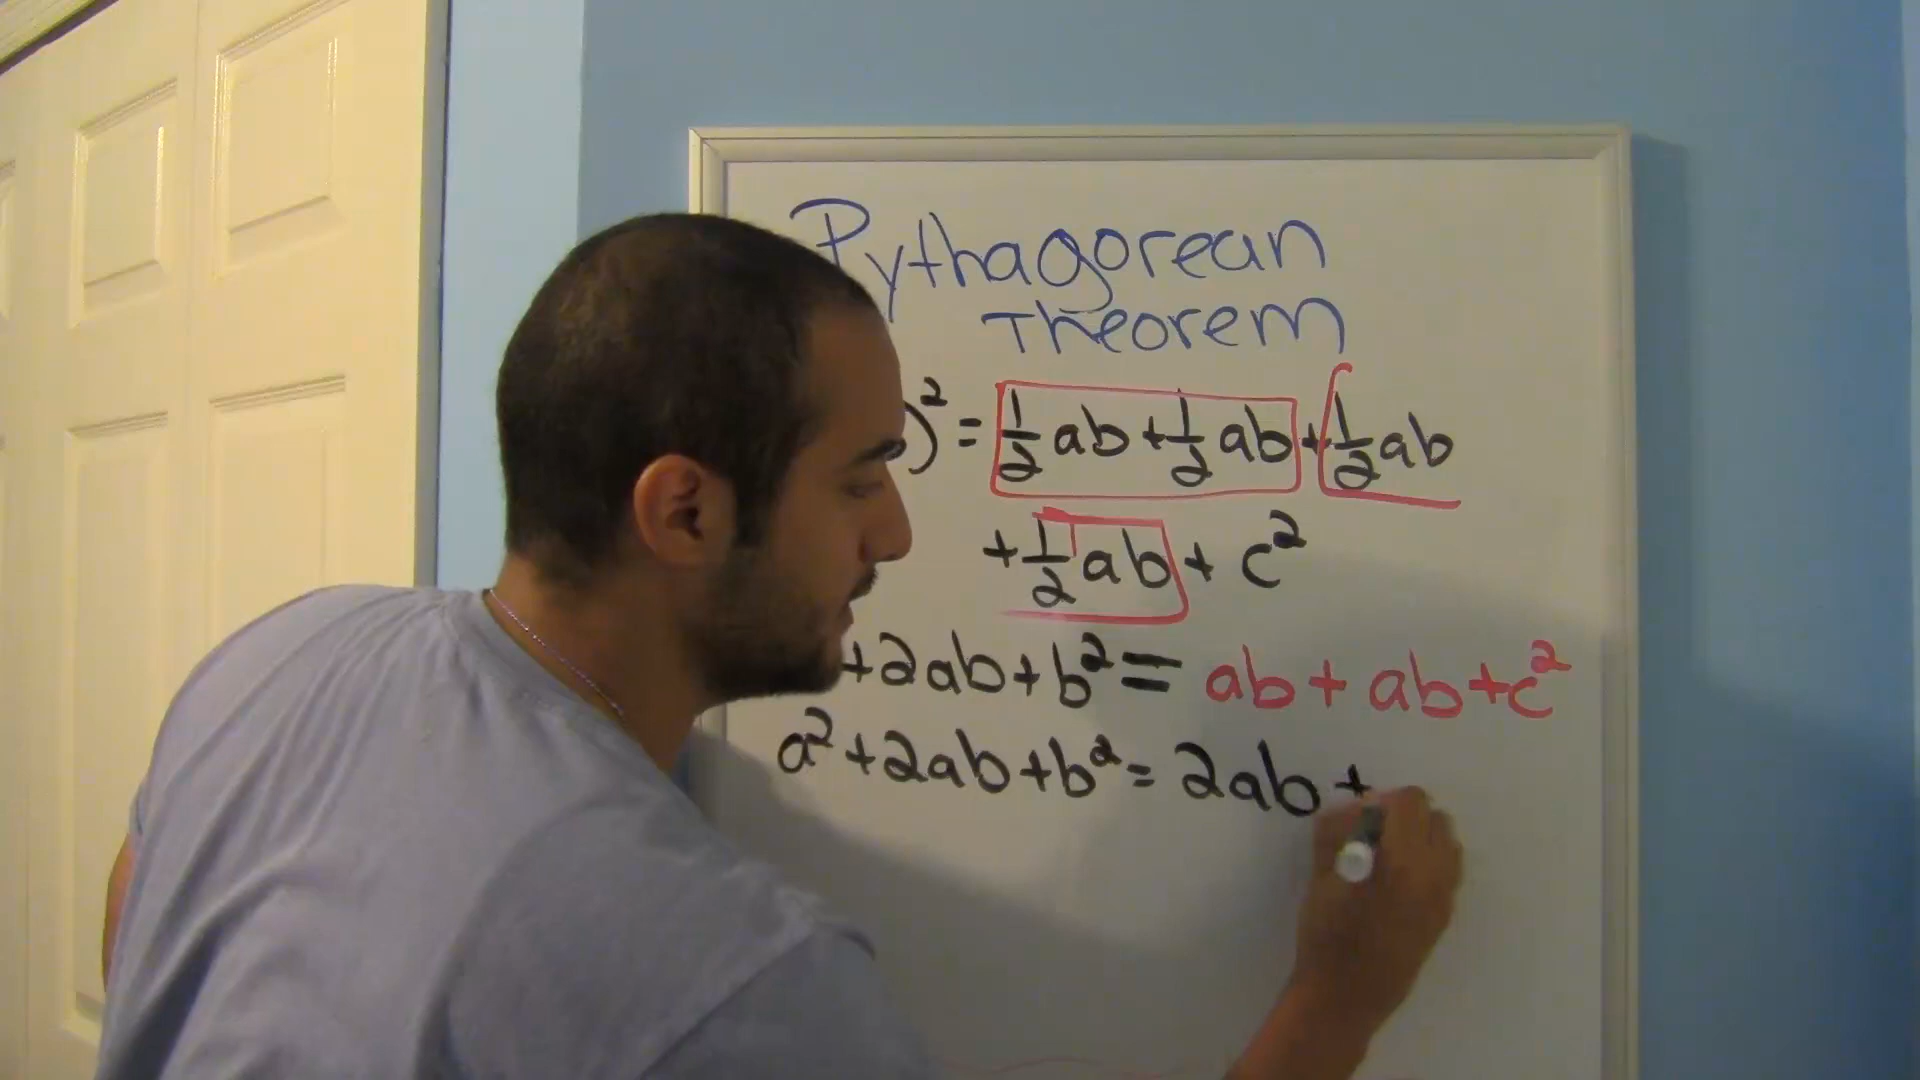 Pythagorean
Theorem
)² = ½ab + ½ab + ½ab
+ ½ab + c²
+2ab+b² = ab + ab + c²
a² + 2ab + b² = 2ab +